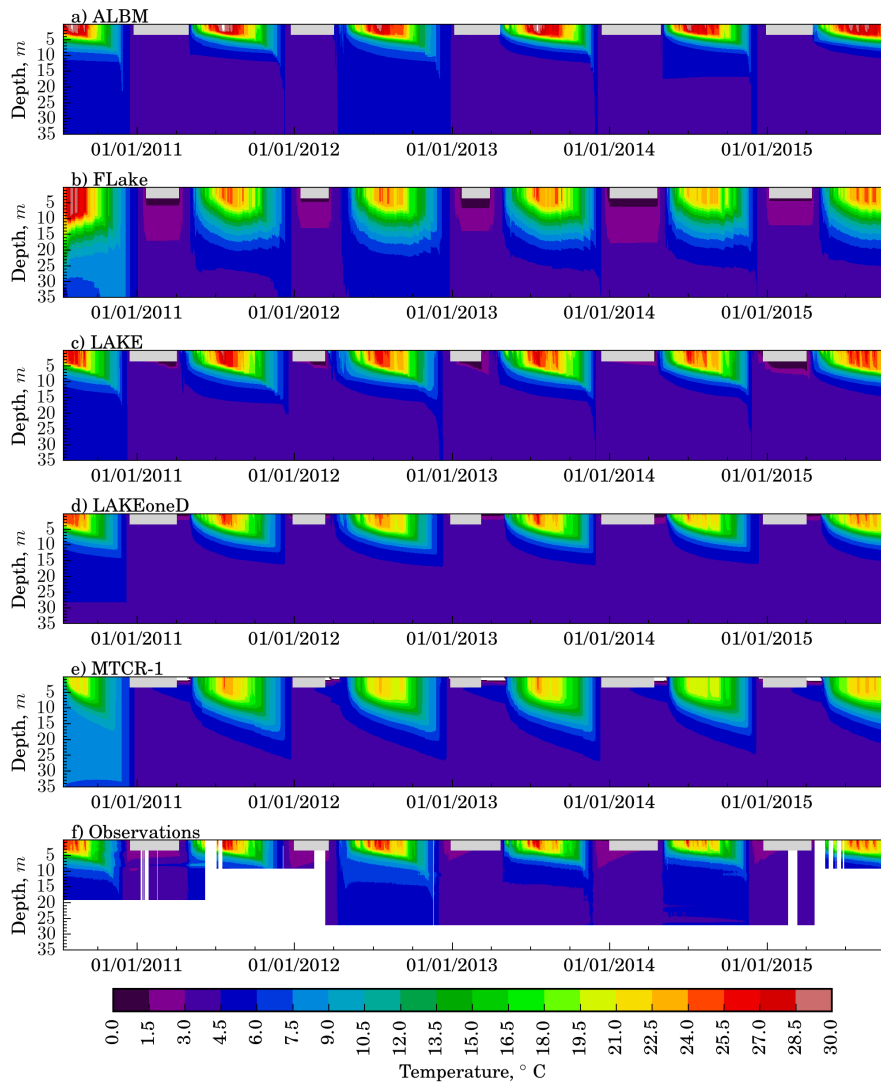 a) ALBM
Depth, m
5
10
15
20
25
30
35
01/01/2011 01/01/2012 01/01/2013 01/01/2014 01/01/2015
b) FLake
Depth, m
5
10
15
20
25
30
35
01/01/2011 01/01/2012 01/01/2013 01/01/2014 01/01/2015
c) LAKE
Depth, m
5
10
15
20
25
30
35
01/01/2011 01/01/2012 01/01/2013 01/01/2014 01/01/2015
d) LAKEoneD
Depth, m
5
10
15
20
25
30
35
01/01/2011 01/01/2012 01/01/2013 01/01/2014 01/01/2015
e) MTCR-1
Depth, m
5
10
15
20
25
30
35
01/01/2011 01/01/2012 01/01/2013 01/01/2014 01/01/2015
f) Observations
Depth, m
5
10
15
20
25
30
35
01/01/2011 01/01/2012 01/01/2013 01/01/2014 01/01/2015
0.0 1.5 3.0 4.5 6.0 7.5 9.0 10.5 12.0 13.5 15.0 16.5 18.0 19.5 21.0 22.5 24.0 25.5 27.0 28.5 30.0
Temperature, ° C